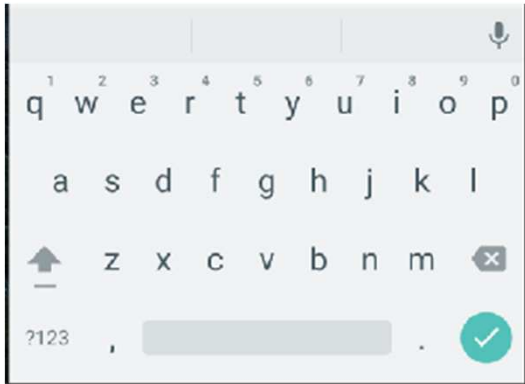 1 2 3 4 5 6 7 8 9 0
q w e r t y u i o p
a s d f g h j k l
z x c v b n m
?123 , .